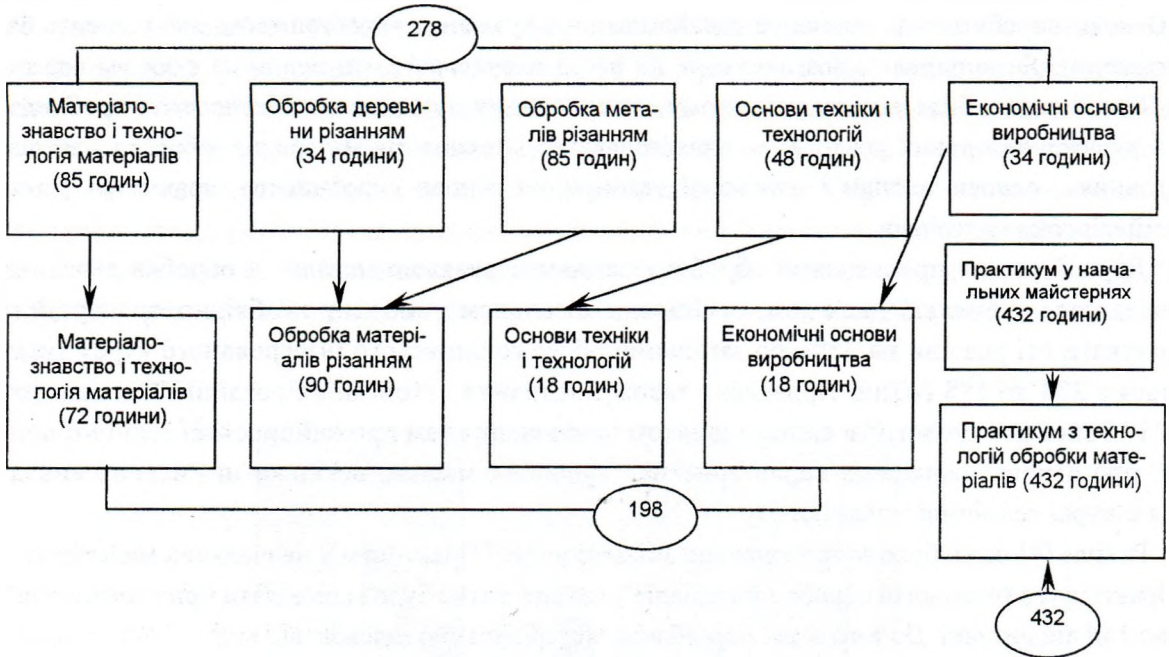 278
Матеріало-
знавство і техно-
логія матеріалів
(85 годин)
Обробка дереви-
ни різанням
(34 години)
Обробка мета-
лів різанням
(85 годин)
Основи техніки і
технологій
(48 годин)
Економічні основи
виробництва
(34 години)
Практикум у навча-
льних майстернях
(432 години)
Матеріало-
знавство і техно-
логія матеріалів
(72 години)
Обробка матері-
алів різанням
(90 годин)
Основи техніки
і технологій
(18 годин)
Економічні основи
виробництва
(18 годин)
Практикум з техно-
логій обробки мате-
ріалів (432 години)
198
432